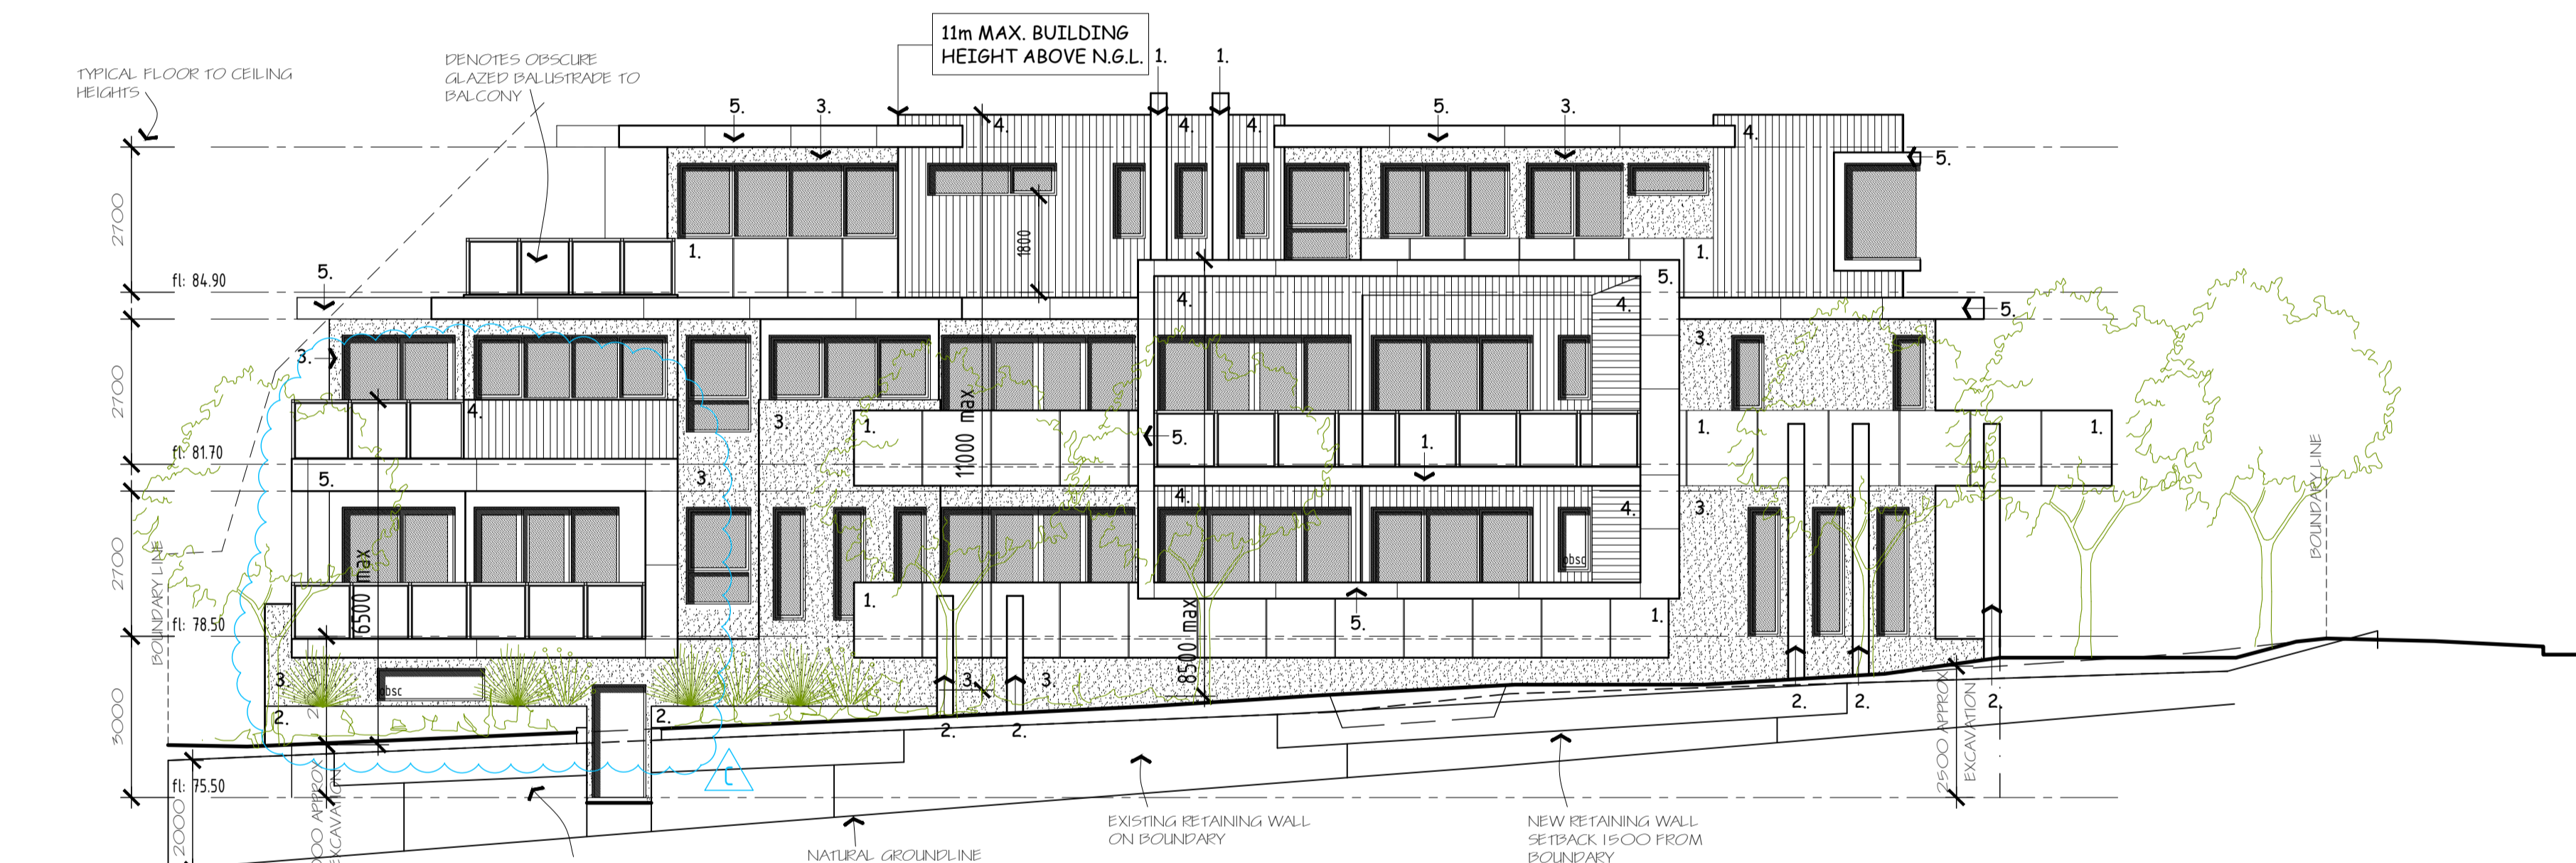 11m MAX. BUILDING
HEIGHT ABOVE N.G.L.
1.
1.
TYPICAL FLOOR TO CEILING
HEIGHTS
DENOTES OBSCURE
GLAZED BALUSTRADE TO
BALCONY
5.
3.
4.
4.
4.
5.
3.
4.
5.
2700
1800
1.
1.
fl: 84.90
5.
4.
4.
5.
5.
3.
3.
2700
4.
3.
1.
11000 max
5.
1.
1.
1.
fl: 81.70
5.
3.
4.
4.
3.
BOUNDARY LINE
2700
6500 max
obsc
BOUNDARY LINE
1.
5.
1.
fl: 78.50
8500 max
3.
obsc
3.
3.
3000
2.
2.
2.
2.
2.
2.
2.
2500 APPROX
EXCAVATION
fl: 75.50
C
2000
APPROX
EXCAVATION
EXISTING RETAINING WALL
ON BOUNDARY
NEW RETAINING WALL
SETBACK 1500 FROM
BOUNDARY
NATURAL GROUNDLINE